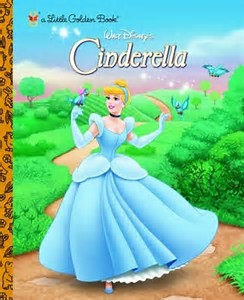 a Little Golden Book®
WALT DISNEY'S
Cinderella